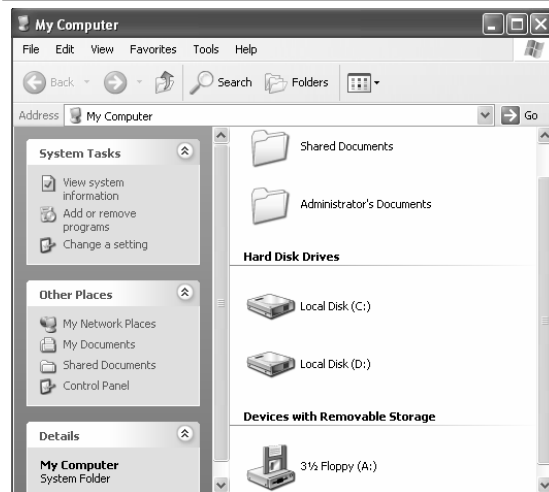 My Computer
File Edit View Favorites Tools Help
Back Search Folders
Address My Computer Go
System Tasks
View system
information
Add or remove
programs
Change a setting
Other Places
My Network Places
My Documents
Shared Documents
Control Panel
Details
My Computer
System Folder
Shared Documents
Administrator's Documents
Hard Disk Drives
Local Disk (C:)
Local Disk (D:)
Devices with Removable Storage
3½ Floppy (A:)